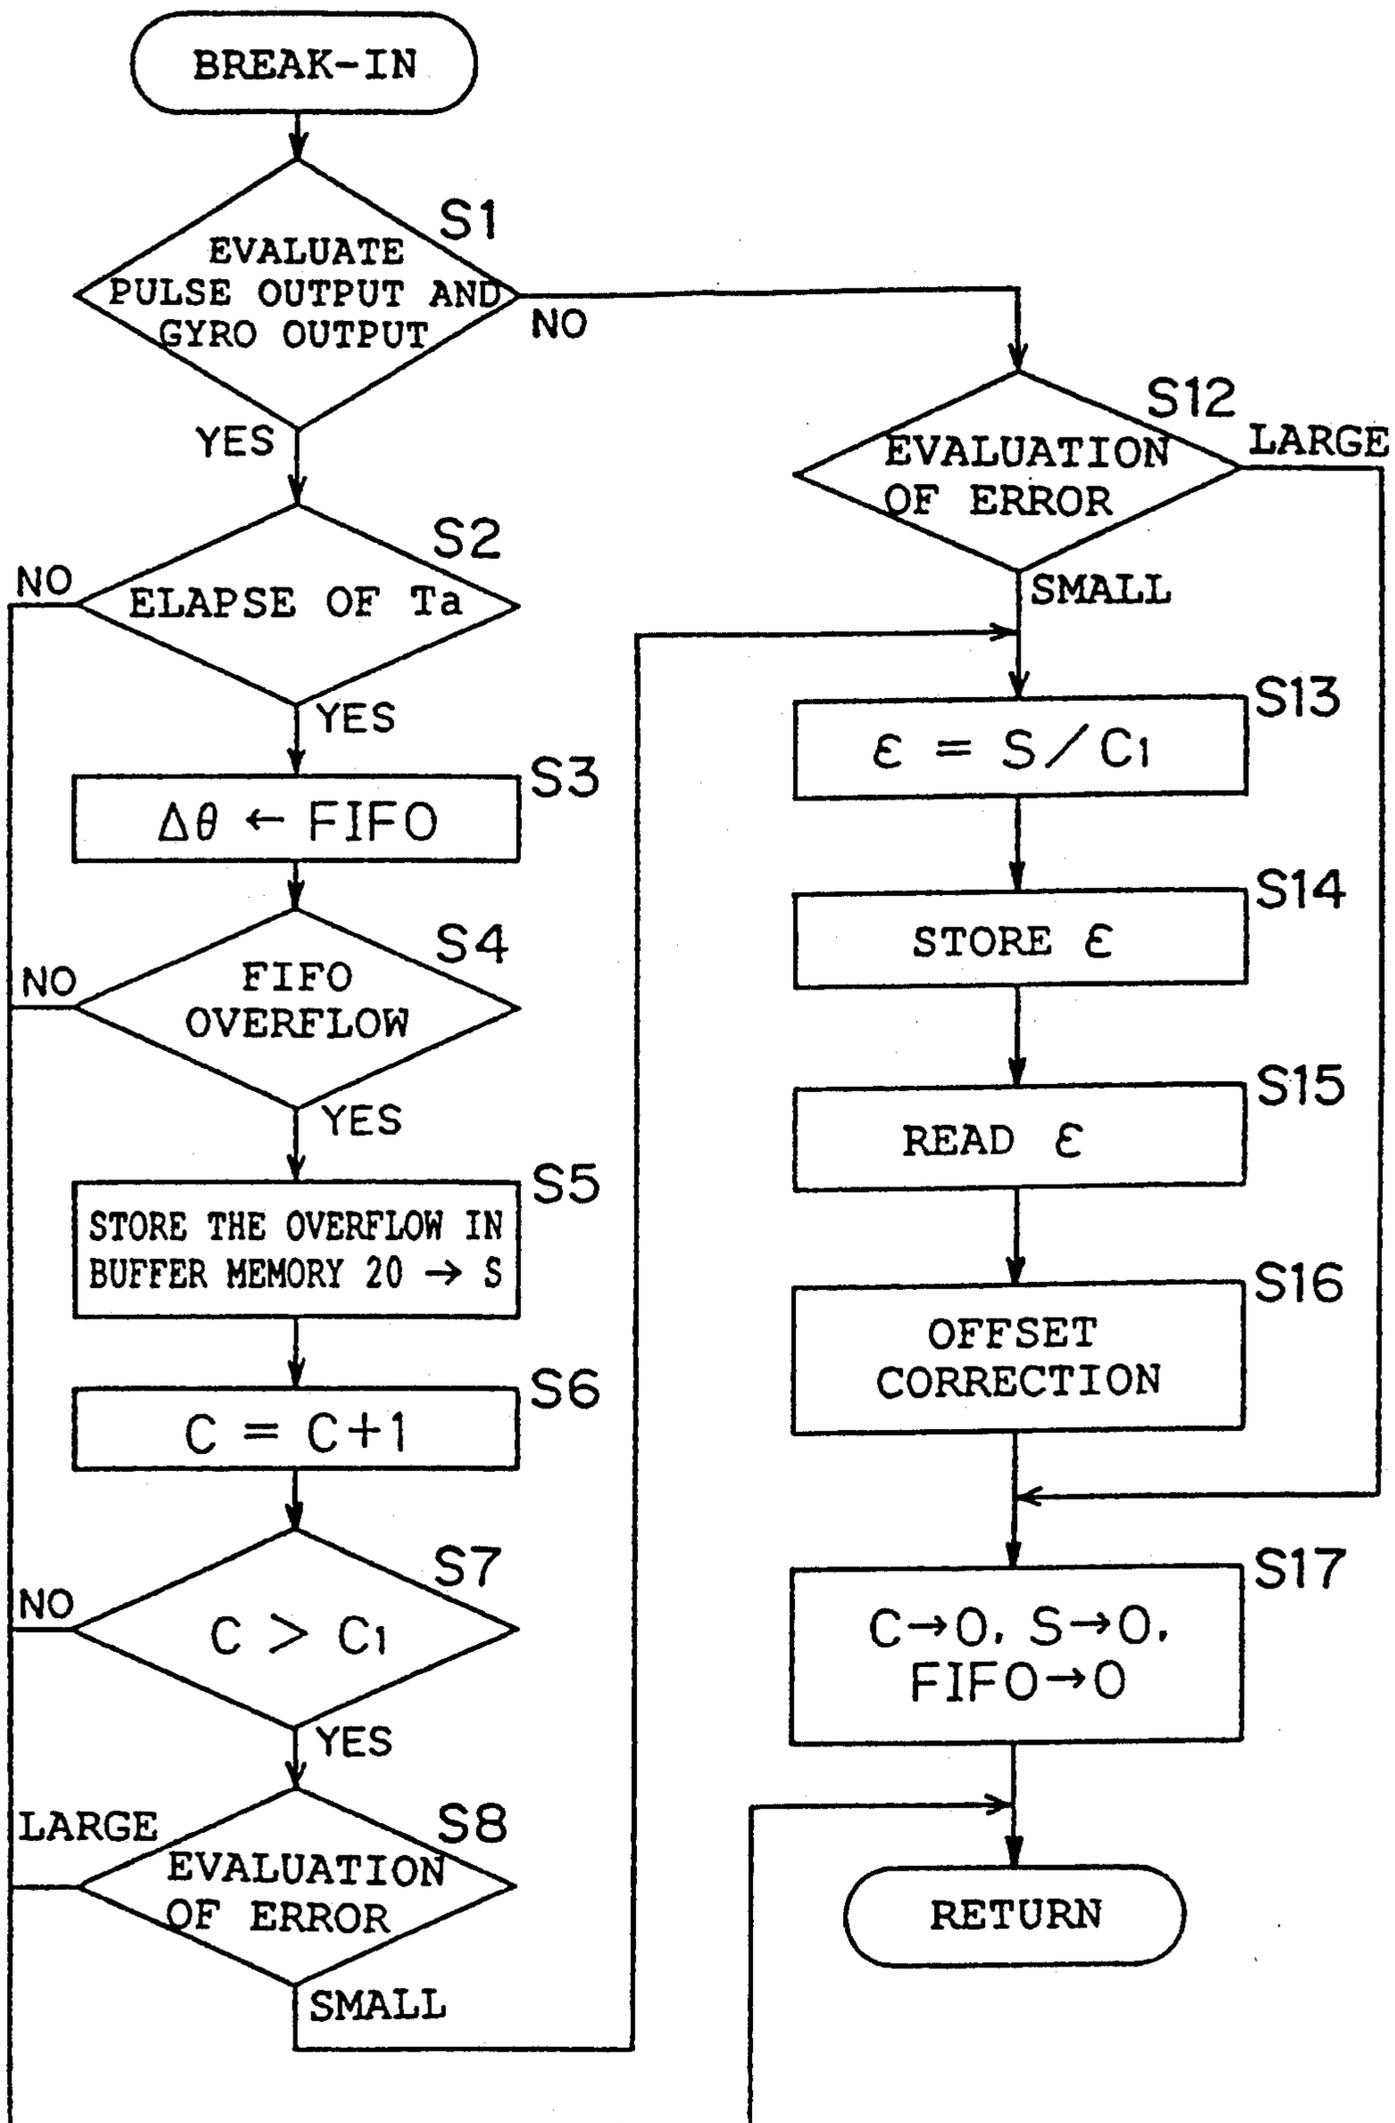 BREAK-IN
S1
EVALUATE
PULSE OUTPUT AND
GYRO OUTPUT
NO
YES
S2
NO
ELAPSE OF Ta
YES
S3
Δθ ← FIFO
S4
NO
FIFO
OVERFLOW
YES
S5
STORE THE OVERFLOW IN
BUFFER MEMORY 20 → S
S6
C = C+1
S7
NO
C > C1
YES
S8
LARGE
EVALUATION
OF ERROR
SMALL
S12
LARGE
EVALUATION
OF ERROR
SMALL
S13
ε = S/C1
S14
STORE ε
S15
READ ε
S16
OFFSET
CORRECTION
S17
C→0, S→0,
FIFO→0
RETURN